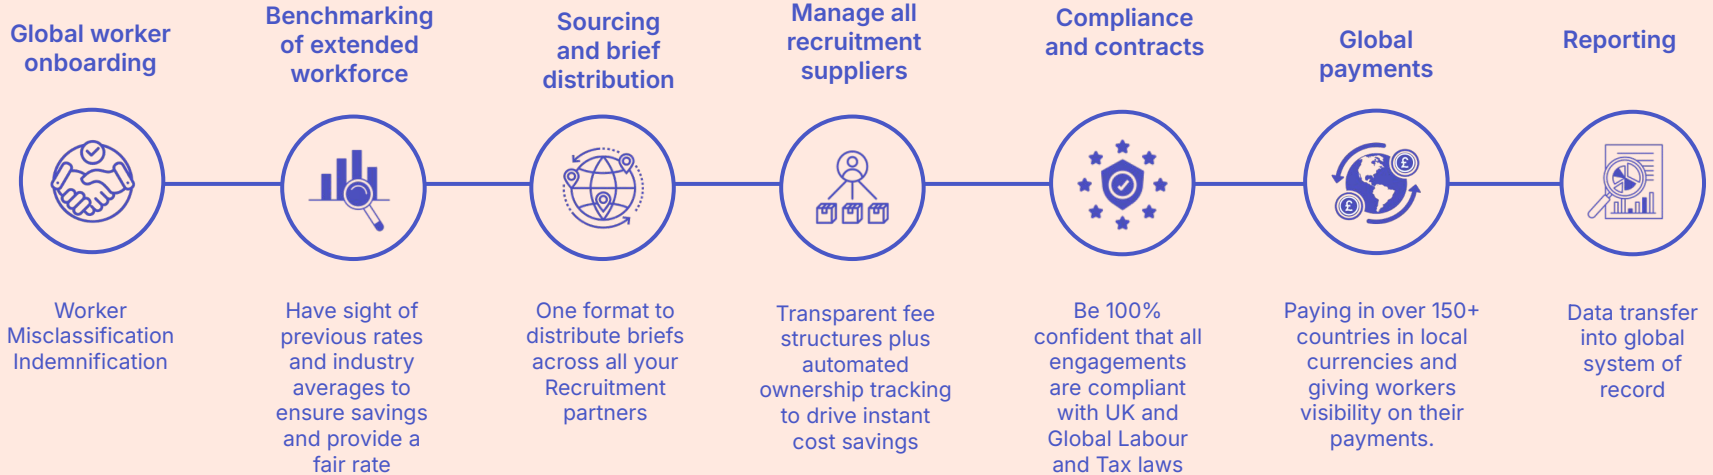 Global worker
onboarding
Worker
Misclassification
Indemnification
Benchmarking
of extended
workforce
Have sight of
previous rates
and industry
averages to
ensure savings
and provide a
fair rate
Sourcing
and brief
distribution
One format to
distribute briefs
across all your
Recruitment
partners
Manage all
recruitment
suppliers
Transparent fee
structures plus
automated
ownership tracking
to drive instant
cost savings
Compliance
and contracts
Be 100%
confident that all
engagements
are compliant
with UK and
Global Labour
and Tax laws
Global
payments
£
£
Paying in over 150+
countries in local
currencies and
giving workers
visibility on their
payments.
Reporting
Data transfer
into global
system of
record